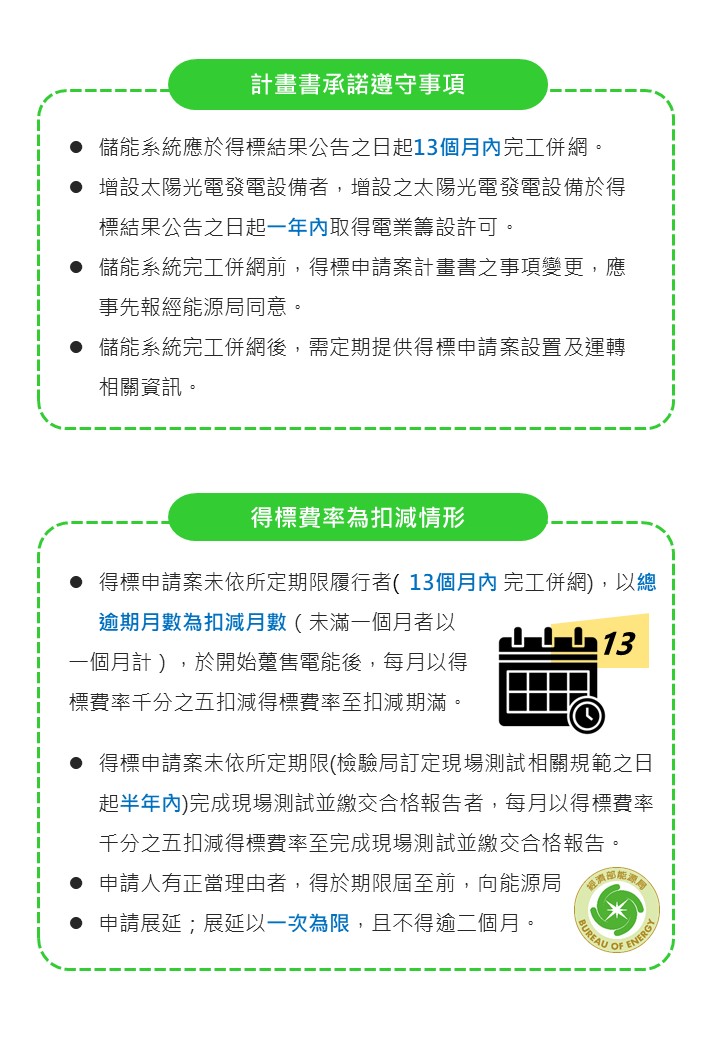 計畫書承諾遵守事項
● 儲能系統應於得標結果公告之日起13個月內完工併網。
● 增設太陽光電發電設備者，增設之太陽光電發電設備於得
標結果公告之日起一年內取得電業籌設許可。
● 儲能系統完工併網前，得標申請案計畫書之事項變更，應
事先報經能源局同意。
● 儲能系統完工併網後，需定期提供得標申請案設置及運轉
相關資訊。
得標費率為扣減情形
● 得標申請案未依所定期限履行者( 13個月內 完工併網)，以總
逾期月數為扣減月數（未滿一個月者以
一個月計），於開始躉售電能後，每月以得
標費率千分之五扣減得標費率至扣減期滿。
13
● 得標申請案未依所定期限(檢驗局訂定現場測試相關規範之日
起半年內)完成現場測試並繳交合格報告者，每月以得標費率
千分之五扣減得標費率至完成現場測試並繳交合格報告。
● 申請人有正當理由者，得於期限屆至前，向能源局
● 申請展延；展延以一次為限，且不得逾二個月。
經濟部能源局
BUREAU OF ENERGY